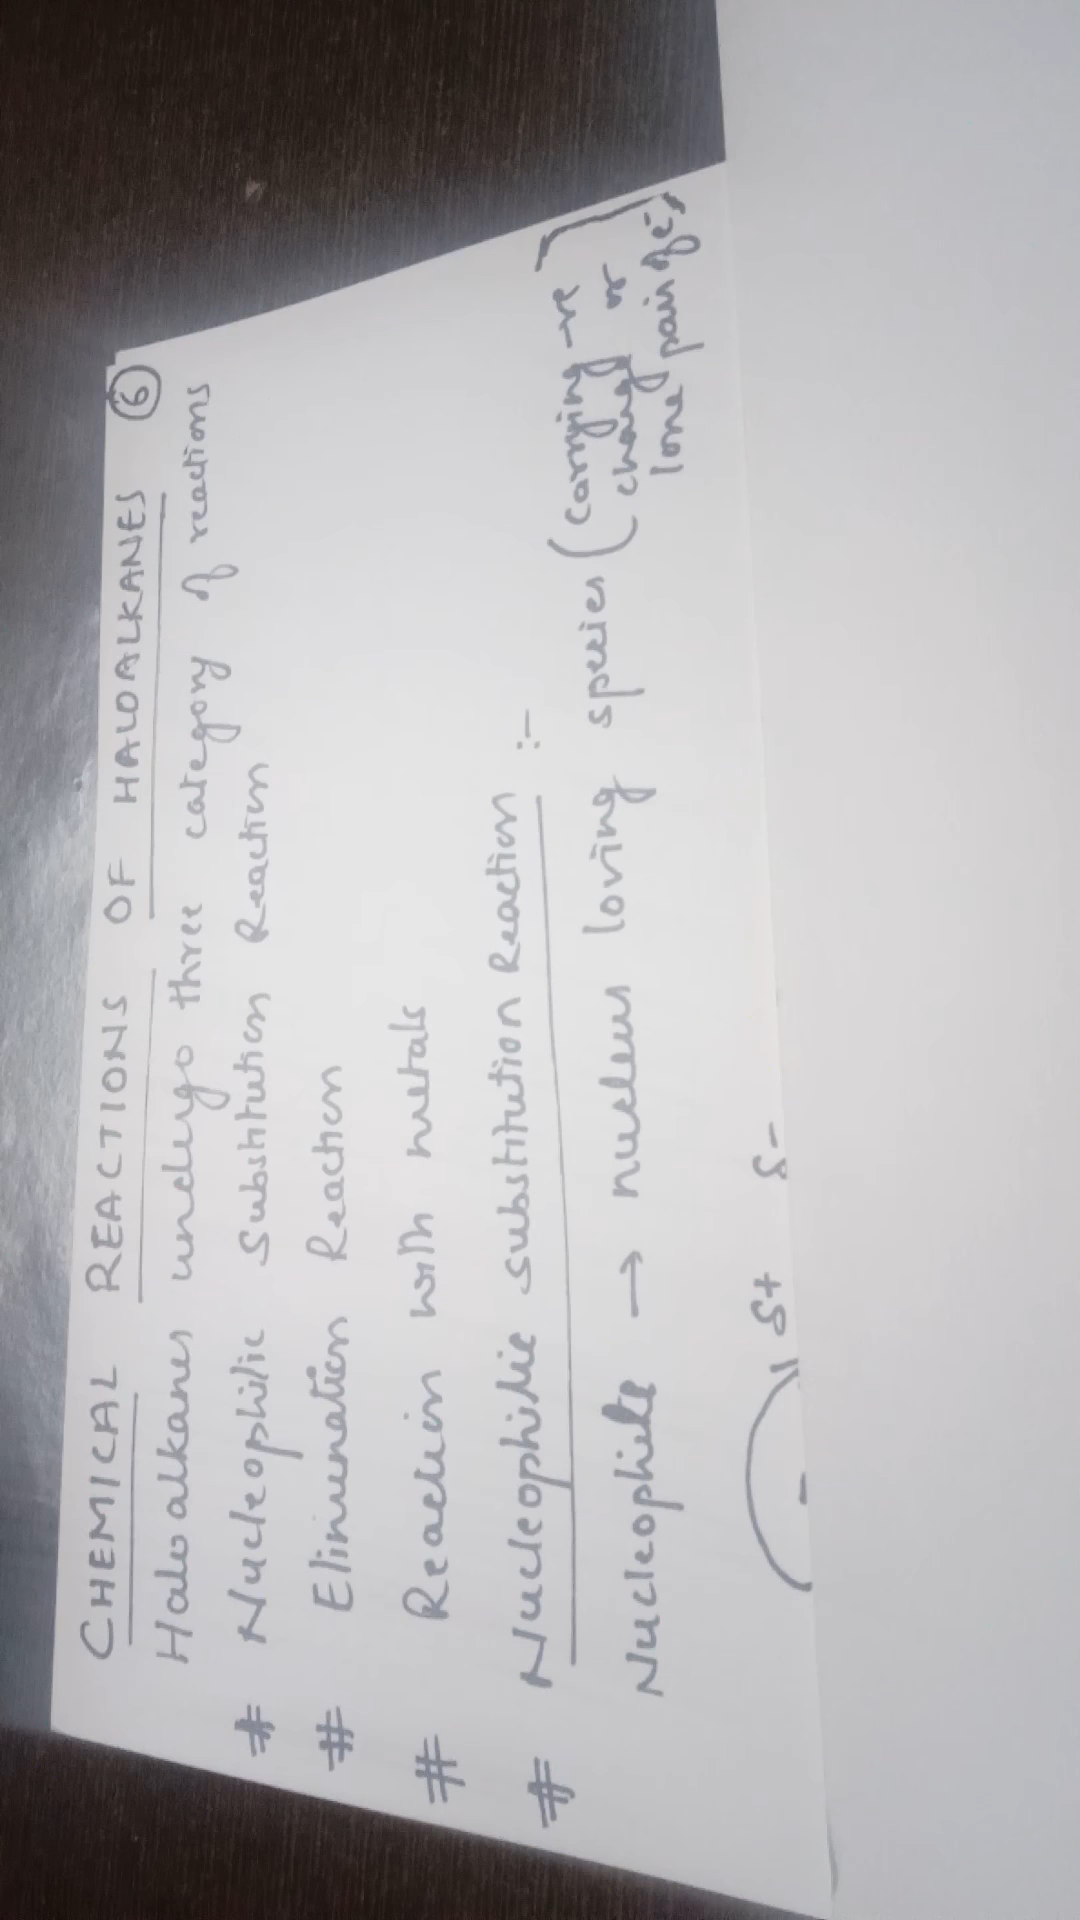 CHEMICAL REACTIONS OF HALOALKANES 6
Haloalkanes undergo three category of reactions
# Nucleophilic Substitution Reaction
# Elimination Reaction
# Reaction with metals
# Nucleophilic substitution Reaction :-
Nucleophile → nucleus loving species (carrying -ve
charge or
lone pair of e-s)
- δ+ δ-